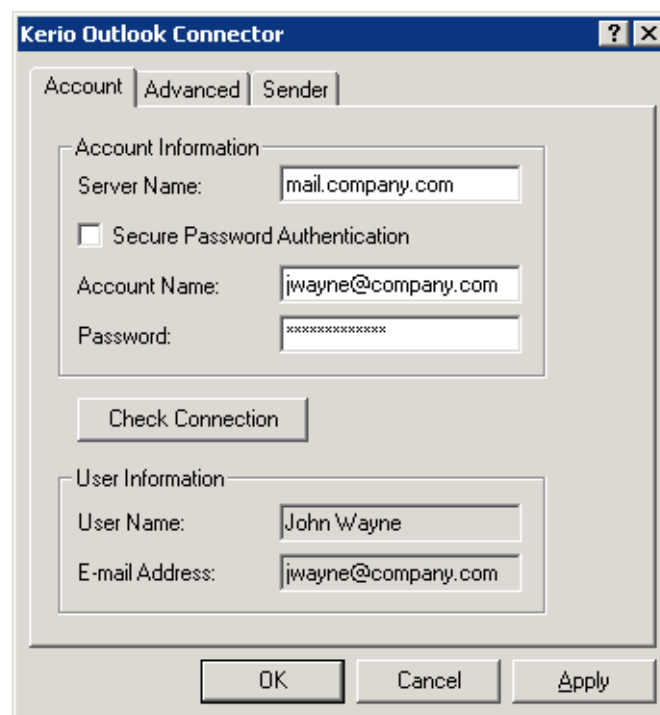 Kerio Outlook Connector
Account Advanced Sender
Account Information
Server Name: mail.company.com
Secure Password Authentication
Account Name: jwayne@company.com
Password: *************
Check Connection
User Information
User Name: John Wayne
E-mail Address: jwayne@company.com
OK Cancel Apply